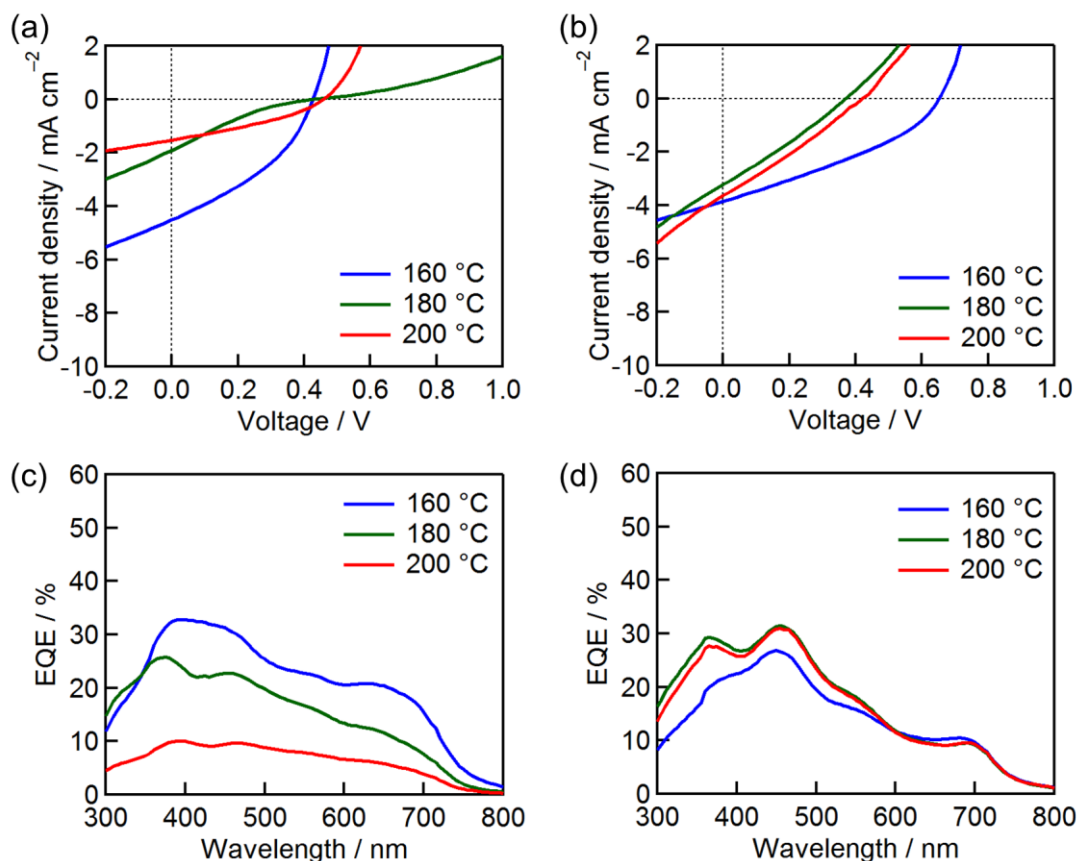 (a)
Current density / mA cm⁻²
2
0
-2
-4
-6
-8
-10
160 °C
180 °C
200 °C
-0.2 0.0 0.2 0.4 0.6 0.8 1.0
Voltage / V
(b)
Current density / mA cm⁻²
2
0
-2
-4
-6
-8
-10
160 °C
180 °C
200 °C
-0.2 0.0 0.2 0.4 0.6 0.8 1.0
Voltage / V
(c)
EQE / %
60
50
40
30
20
10
0
160 °C
180 °C
200 °C
300 400 500 600 700 800
Wavelength / nm
(d)
EQE / %
60
50
40
30
20
10
0
160 °C
180 °C
200 °C
300 400 500 600 700 800
Wavelength / nm